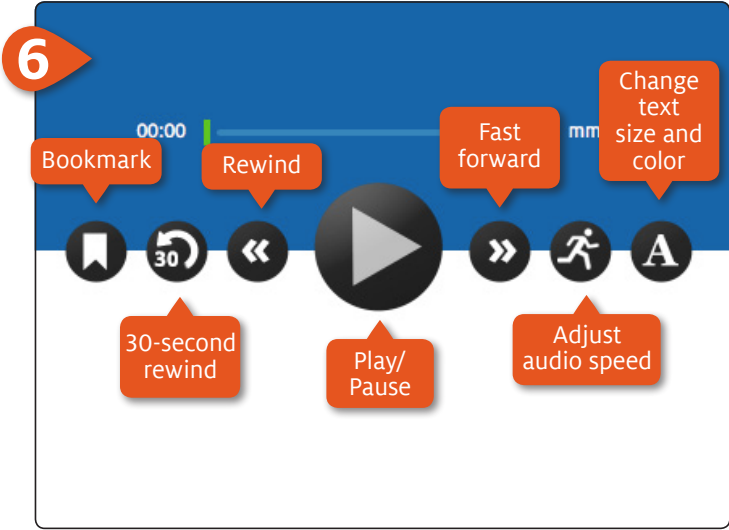 6
Change
text
size and
color
00:00
mm
Fast
forward
Bookmark
Rewind
30
A
30-second
rewind
Play/
Pause
Adjust
audio speed